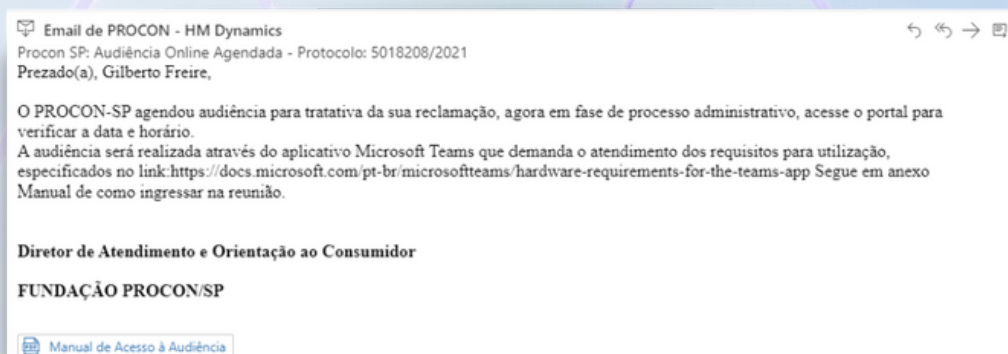 Email de PROCON - HM Dynamics
Procon SP: Audiência Online Agendada - Protocolo: 5018208/2021
Prezado(a), Gilberto Freire,
O PROCON-SP agendou audiência para tratativa da sua reclamação, agora em fase de processo administrativo, acesse o portal para
verificar a data e horário.
A audiência será realizada através do aplicativo Microsoft Teams que demanda o atendimento dos requisitos para utilização,
especificados no link:https://docs.microsoft.com/pt-br/microsoftteams/hardware-requirements-for-the-teams-app Segue em anexo
Manual de como ingressar na reunião.
Diretor de Atendimento e Orientação ao Consumidor
FUNDAÇÃO PROCON/SP
Manual de Acesso à Audiência